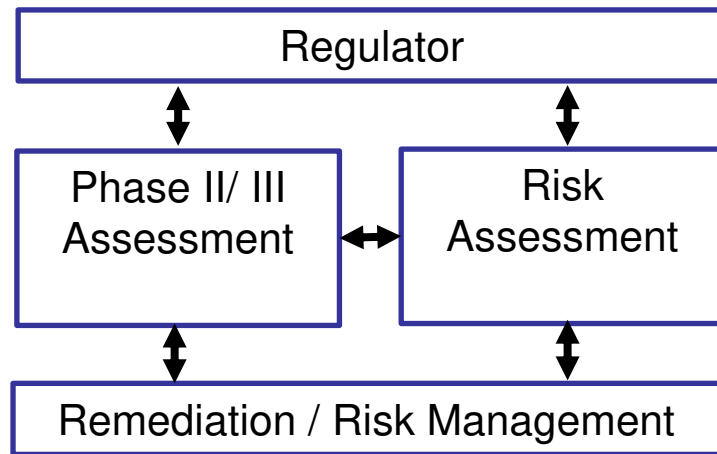 Regulator
Phase II/ III
Assessment
Risk
Assessment
Remediation / Risk Management